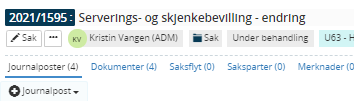 2021/1595: Serverings- og skjenkebevilling - endring
Sak ... KV Kristin Vangen (ADM) Sak Under behandling U63 - H
Journalposter (4) Dokumenter (4) Saksflyt (0) Saksparter (0) Merknader (0
Journalpost